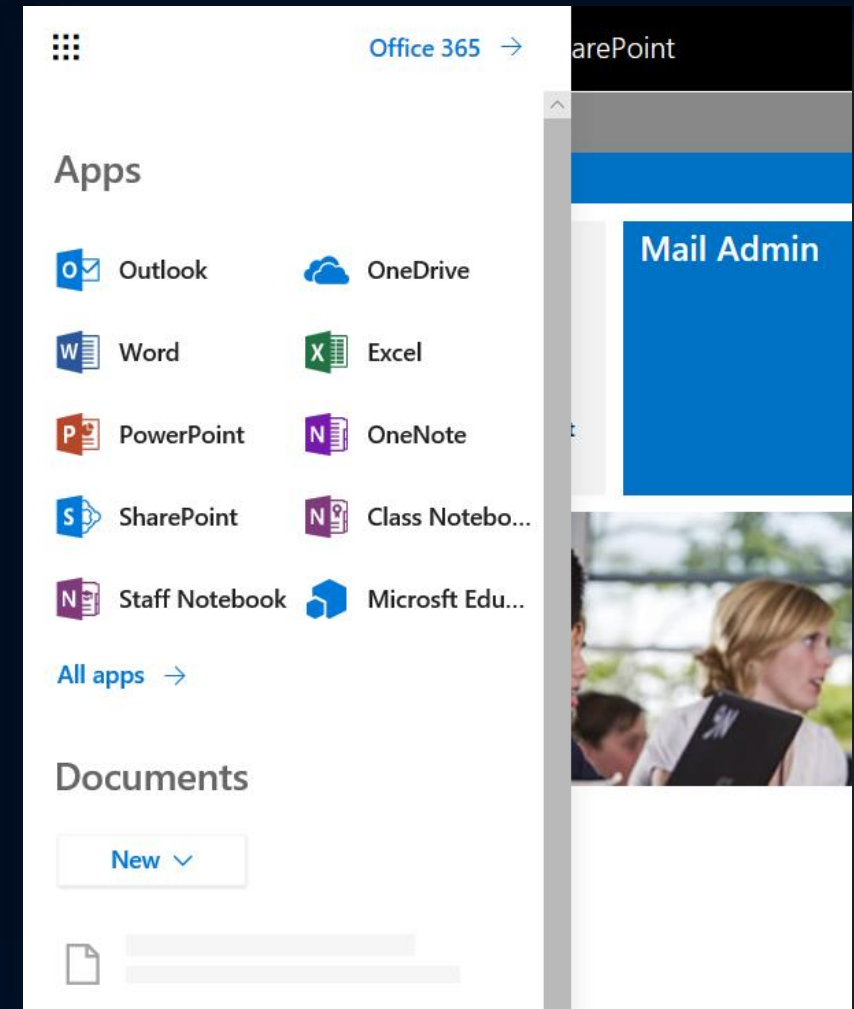 Office 365 →
arePoint
Apps
Mail Admin
Outlook
OneDrive
Word
Excel
PowerPoint
OneNote
t
SharePoint
Class Notebo...
Staff Notebook
Microsft Edu...
All apps →
Documents
New